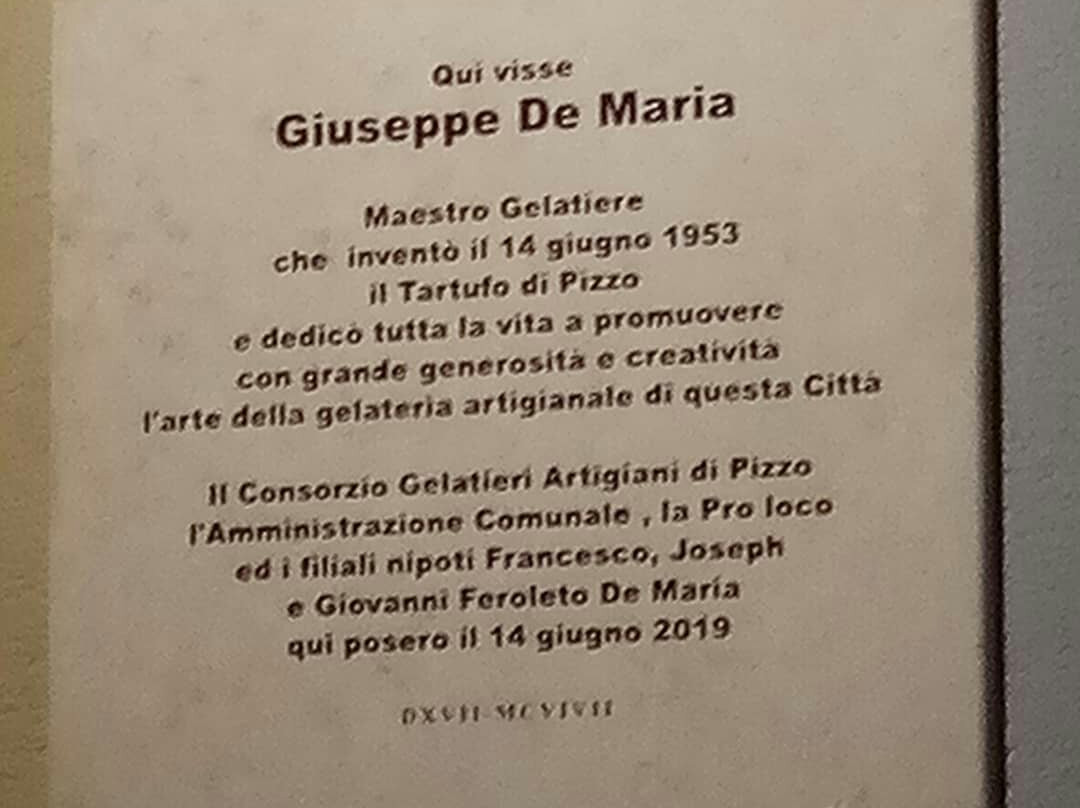 Qui visse
Giuseppe De Maria
Maestro Gelatiere
che inventò il 14 giugno 1953
il Tartufo di Pizzo
e dedicò tutta la vita a promuovere
con grande generosità e creatività
l'arte della gelateria artigianale di questa Città
Il Consorzio Gelatieri Artigiani di Pizzo
l'Amministrazione Comunale , la Pro loco
ed i filiali nipoti Francesco, Joseph
e Giovanni Feroleto De Maria
qui posero il 14 giugno 2019